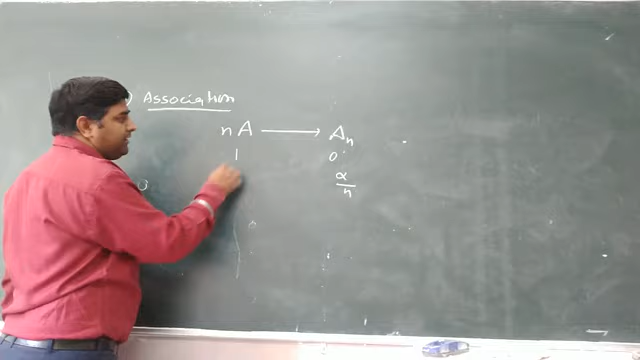 ) Association
nA ⟶ Aₙ
1 0
α/n